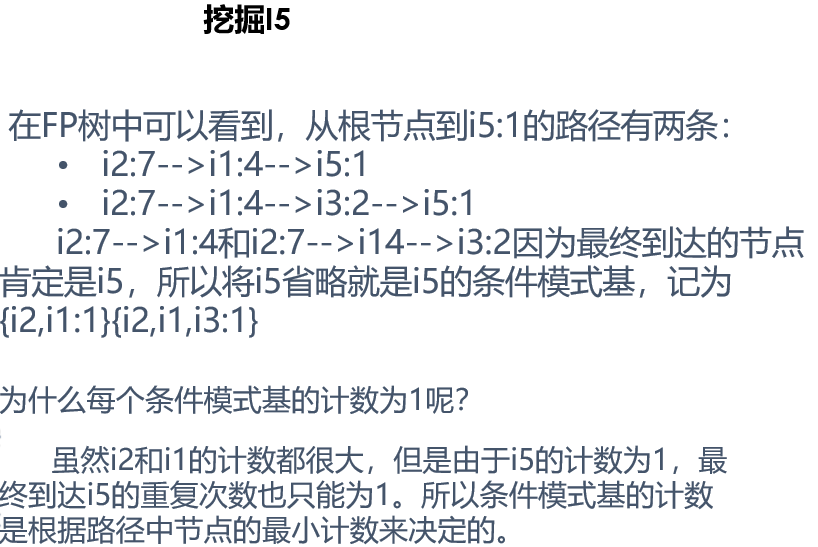 挖掘I5
在FP树中可以看到，从根节点到i5:1的路径有两条：
• i2:7-->i1:4-->i5:1
• i2:7-->i1:4-->i3:2-->i5:1
i2:7-->i1:4和i2:7-->i14-->i3:2因为最终到达的节点
肯定是i5，所以将i5省略就是i5的条件模式基，记为
{i2,i1:1}{i2,i1,i3:1}
为什么每个条件模式基的计数为1呢？
虽然i2和i1的计数都很大，但是由于i5的计数为1，最
终到达i5的重复次数也只能为1。所以条件模式基的计数
是根据路径中节点的最小计数来决定的。